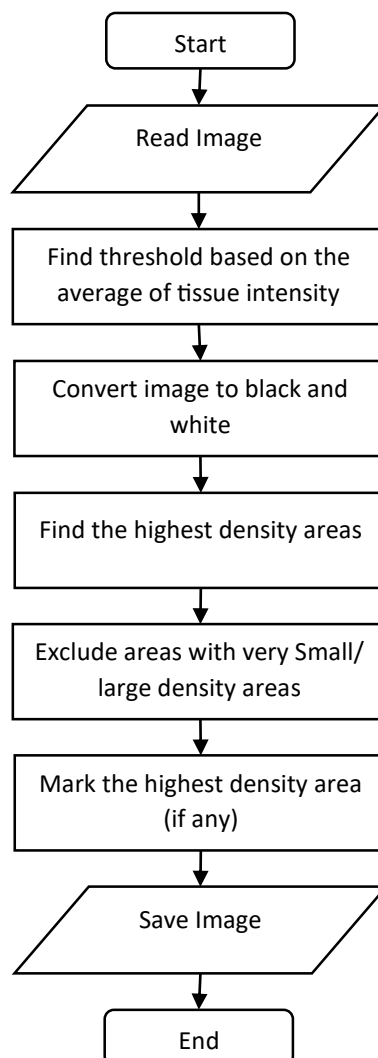 Start
Read Image
Find threshold based on the
average of tissue intensity
Convert image to black and
white
Find the highest density areas
Exclude areas with very Small/
large density areas
Mark the highest density area
(if any)
Save Image
End